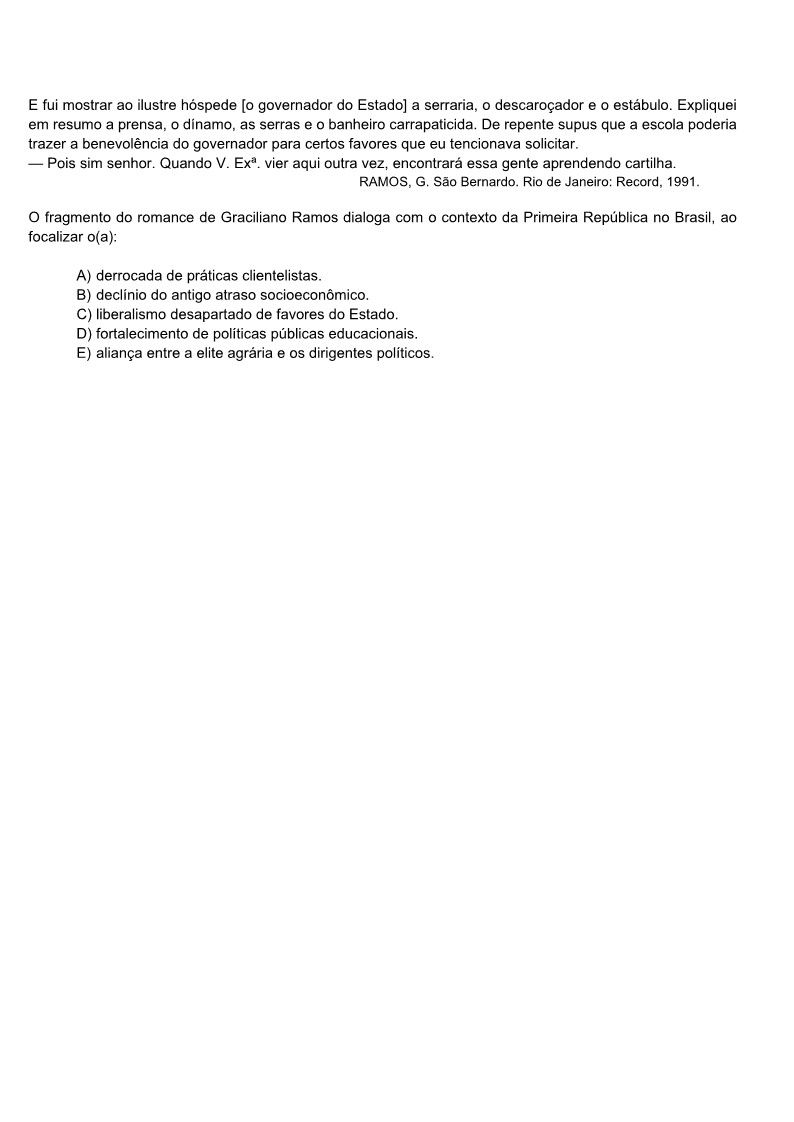 E fui mostrar ao ilustre hóspede [o governador do Estado] a serraria, o descaroçador e o estábulo. Expliquei
em resumo a prensa, o dínamo, as serras e o banheiro carrapaticida. De repente supus que a escola poderia
trazer a benevolência do governador para certos favores que eu tencionava solicitar.
— Pois sim senhor. Quando V. Exª. vier aqui outra vez, encontrará essa gente aprendendo cartilha.
RAMOS, G. São Bernardo. Rio de Janeiro: Record, 1991.
O fragmento do romance de Graciliano Ramos dialoga com o contexto da Primeira República no Brasil, ao
focalizar o(a):
A) derrocada de práticas clientelistas.
B) declínio do antigo atraso socioeconômico.
C) liberalismo desapartado de favores do Estado.
D) fortalecimento de políticas públicas educacionais.
E) aliança entre a elite agrária e os dirigentes políticos.